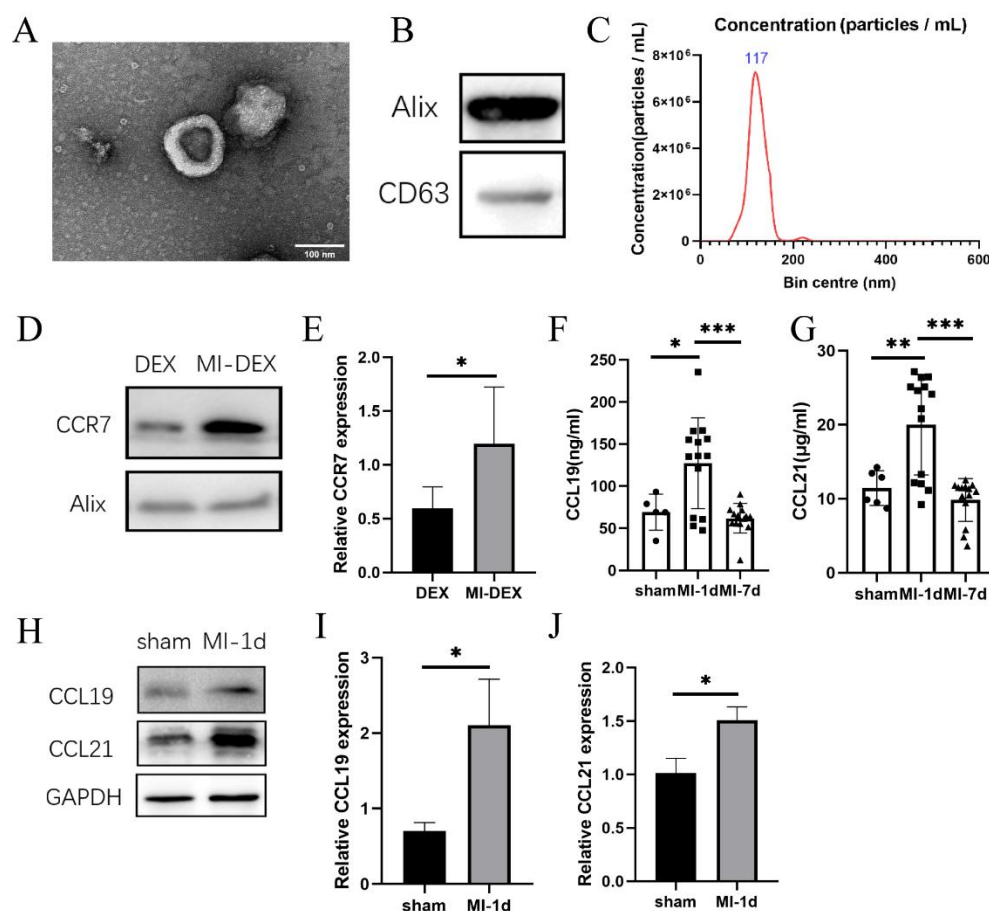 A
100 nm
B
Alix
CD63
C
Concentration (particles / mL)
117
Concentration(particles / mL)
8×10⁶
6×10⁶
4×10⁶
2×10⁶
0
0 200 400 600
Bin centre (nm)
D
DEX MI-DEX
CCR7
Alix
E
*
Relative CCR7 expression
2.0
1.5
1.0
0.5
0.0
DEX MI-DEX
F
* ***
CCL19(ng/ml)
250
200
150
100
50
0
sham MI-1d MI-7d
G
** ***
CCL21(μg/ml)
30
20
10
0
sham MI-1d MI-7d
H
sham MI-1d
CCL19
CCL21
GAPDH
I
*
Relative CCL19 expression
3
2
1
0
sham MI-1d
J
*
Relative CCL21 expression
2.0
1.5
1.0
0.5
0.0
sham MI-1d